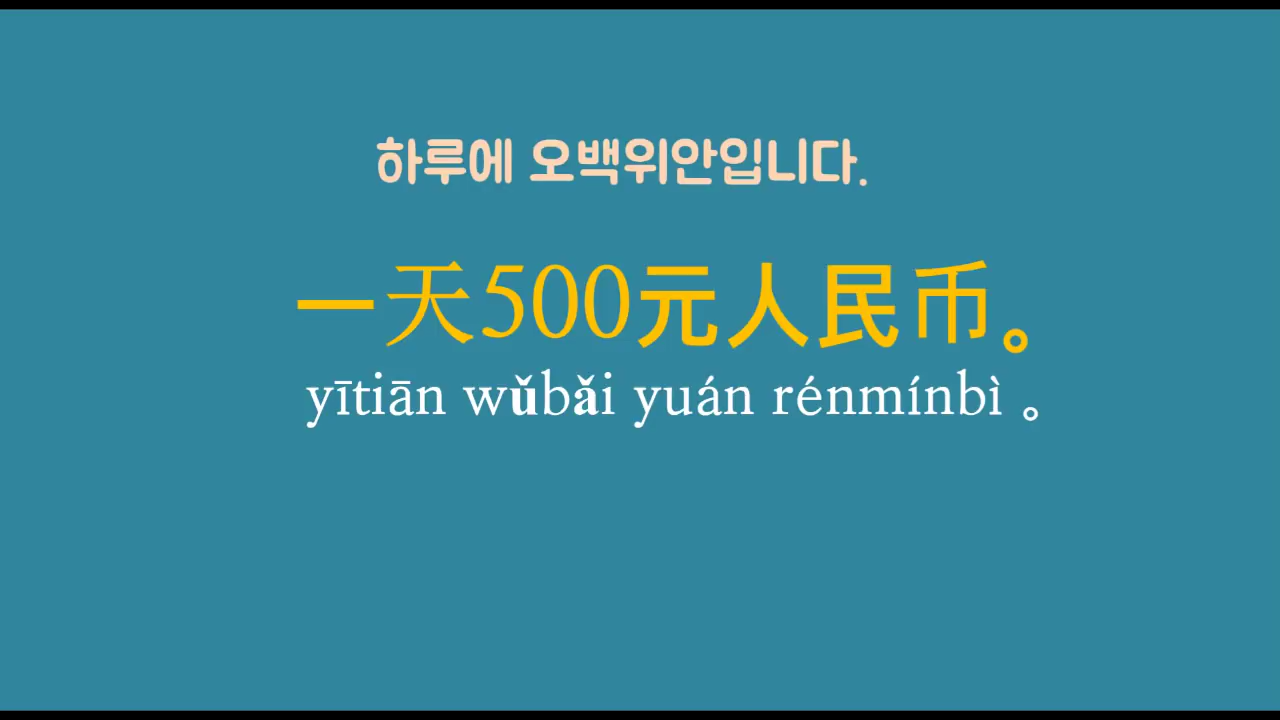 하루에 오백위안입니다.
一天500元人民币。
yītiān wǔbǎi yuán rénmínbì 。